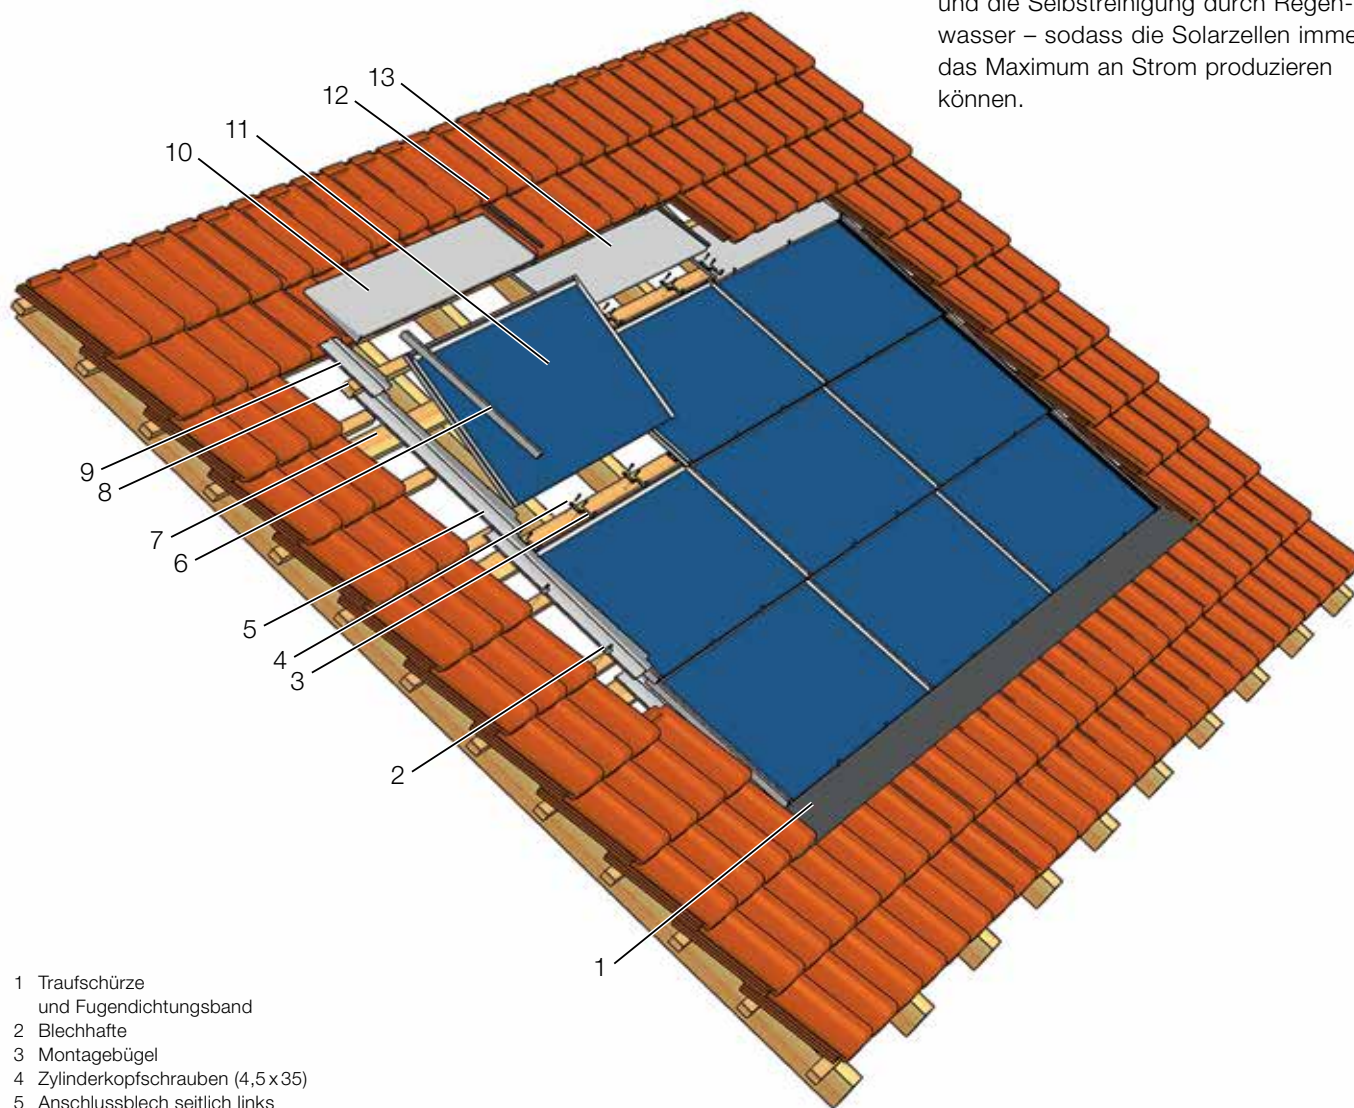 und die Selbstreinigung durch Regen-
wasser – sodass die Solarzellen imme
das Maximum an Strom produzieren
können.
13
12
11
10
9
8
7
6
5
4
3
2
1
1 Traufschürze
und Fugendichtungsband
2 Blechhafte
3 Montagebügel
4 Zylinderkopfschrauben (4,5 x 35)
5 Anschlussblech seitlich links